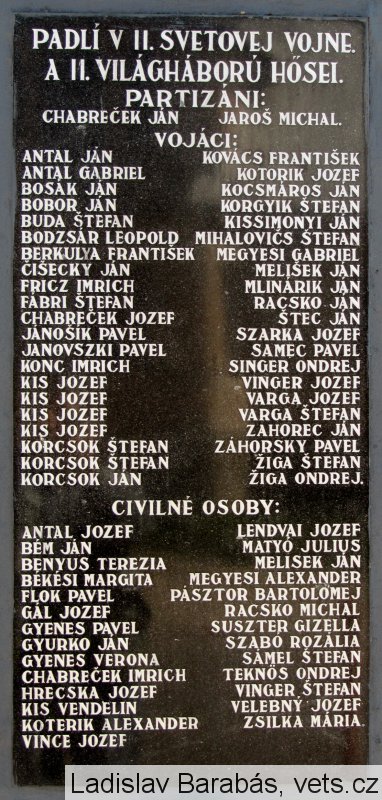 PADLÍ V II. SVETOVEJ VOJNE.
A II. VILÁGHÁBORÚ HŐSEI.
PARTIZÁNI:
CHABREČEK JÁN JAROŠ MICHAL.
VOJÁCI:
ANTAL JÁN KOVÁCS FRANTIŠEK
ANTAL GABRIEL KOTORIK JOZEF
BOSÁK JÁN KOCSMÁROS JÁN
BOBOR JÁN KORGYIK ŠTEFAN
BUDA ŠTEFAN KISSIMONYI JÁN
BODZSÁR LEOPOLD MIHALOVIČS ŠTEFAN
BERKULYA FRANTIŠEK MEGYESI GABRIEL
ČIŠECKY JÁN MELIŠEK JÁN
FRICZ IMRICH MLINÁRIK JÁN
FÁBRI ŠTEFAN RACSKO JÁN
CHABREČEK JOZEF ŠTEC JÁN
JÁNOŠIK PAVEL SZARKA JOZEF
JANOVSZKI PAVEL SAMEC PAVEL
KONC IMRICH SINGER ONDREJ
KIS JOZEF VINGER JOZEF
KIS JOZEF VARGA JOZEF
KIS JOZEF VARGA ŠTEFAN
KIS JOZEF ZAHOREC JÁN
KORCSOK ŠTEFAN ZÁHORSKY PAVEL
KORCSOK ŠTEFAN ŽIGA ŠTEFAN
KORCSOK JÁN ŽIGA ONDREJ.
CIVILNÉ OSOBY:
ANTAL JOZEF LENDVAI JOZEF
BÉM JÁN MATYÓ JULIUS
BENYUS TEREZIA MELIŠEK JÁN
BÉKÉSI MARGITA MEGYESI ALEXANDER
FLOK PAVEL PÁSZTOR BARTOLOMEJ
GÁL JOZEF RACSKO MICHAL
GYENES PAVEL SUSZTER GIZELLA
GYURKO JÁN SZABÓ ROZÁLIA
GYENES VERONA SÁMEL ŠTEFAN
CHABREČEK IMRICH TEKNŐS ONDREJ
HRECSKA JOZEF VINGER ŠTEFAN
KIS VENDELIN VELEBNÝ JOZEF
KOTERIK ALEXANDER ZSILKA MÁRIA.
VINCE JOZEF
Ladislav Barabás, vets.cz